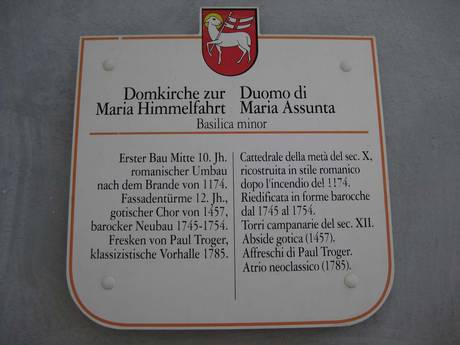 Domkirche zur
Maria Himmelfahrt
Duomo di
Maria Assunta
Basilica minor
Erster Bau Mitte 10. Jh.
romanischer Umbau
nach dem Brande von 1174.
Fassadentürme 12. Jh.,
gotischer Chor von 1457,
barocker Neubau 1745-1754.
Fresken von Paul Troger,
klassizistische Vorhalle 1785.
Cattedrale della metà del sec. X,
ricostruita in stile romanico
dopo l'incendio del 1174.
Riedificata in forme barocche
dal 1745 al 1754.
Torri campanarie del sec. XII.
Abside gotica (1457).
Affreschi di Paul Troger.
Atrio neoclassico (1785).